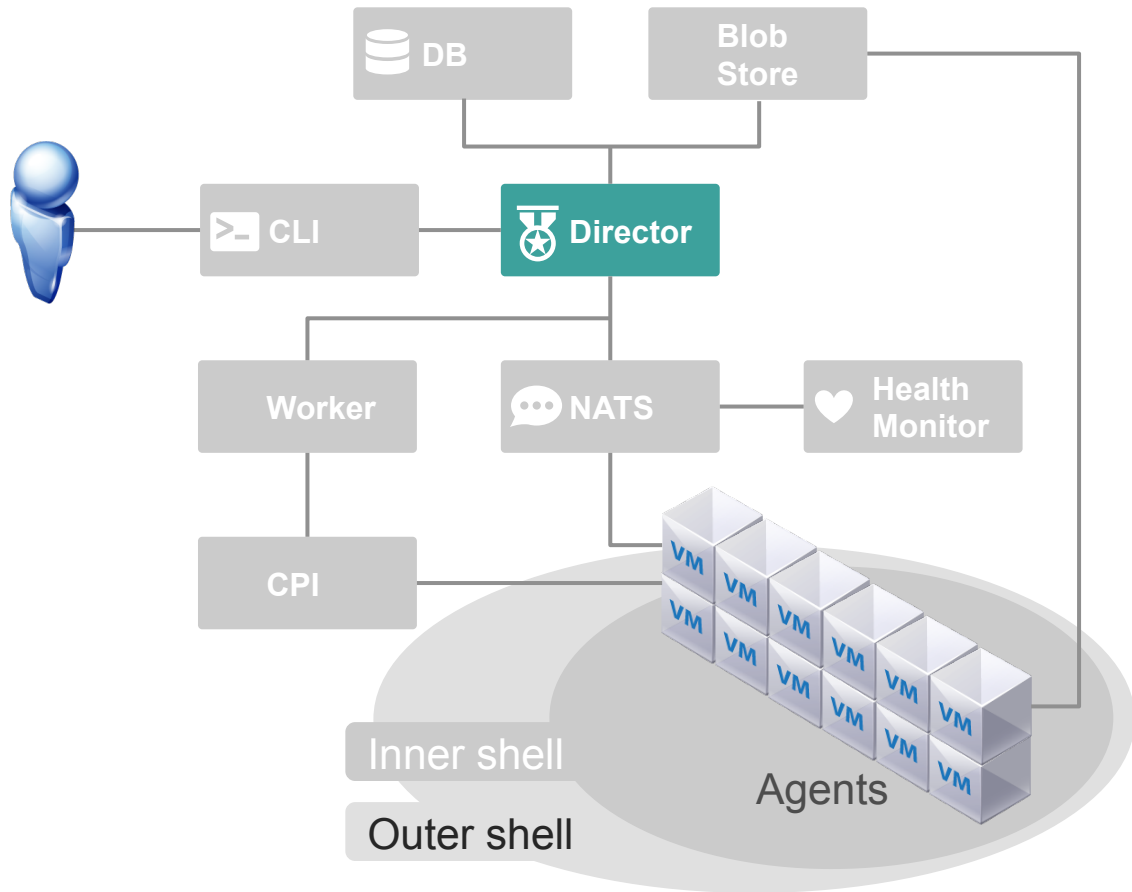 DB
Blob
Store
>_ CLI
Director
Worker
NATS
Health
Monitor
CPI
VM
VM
VM
VM
VM
VM
VM
VM
VM
VM
VM
VM
Inner shell
Agents
Outer shell